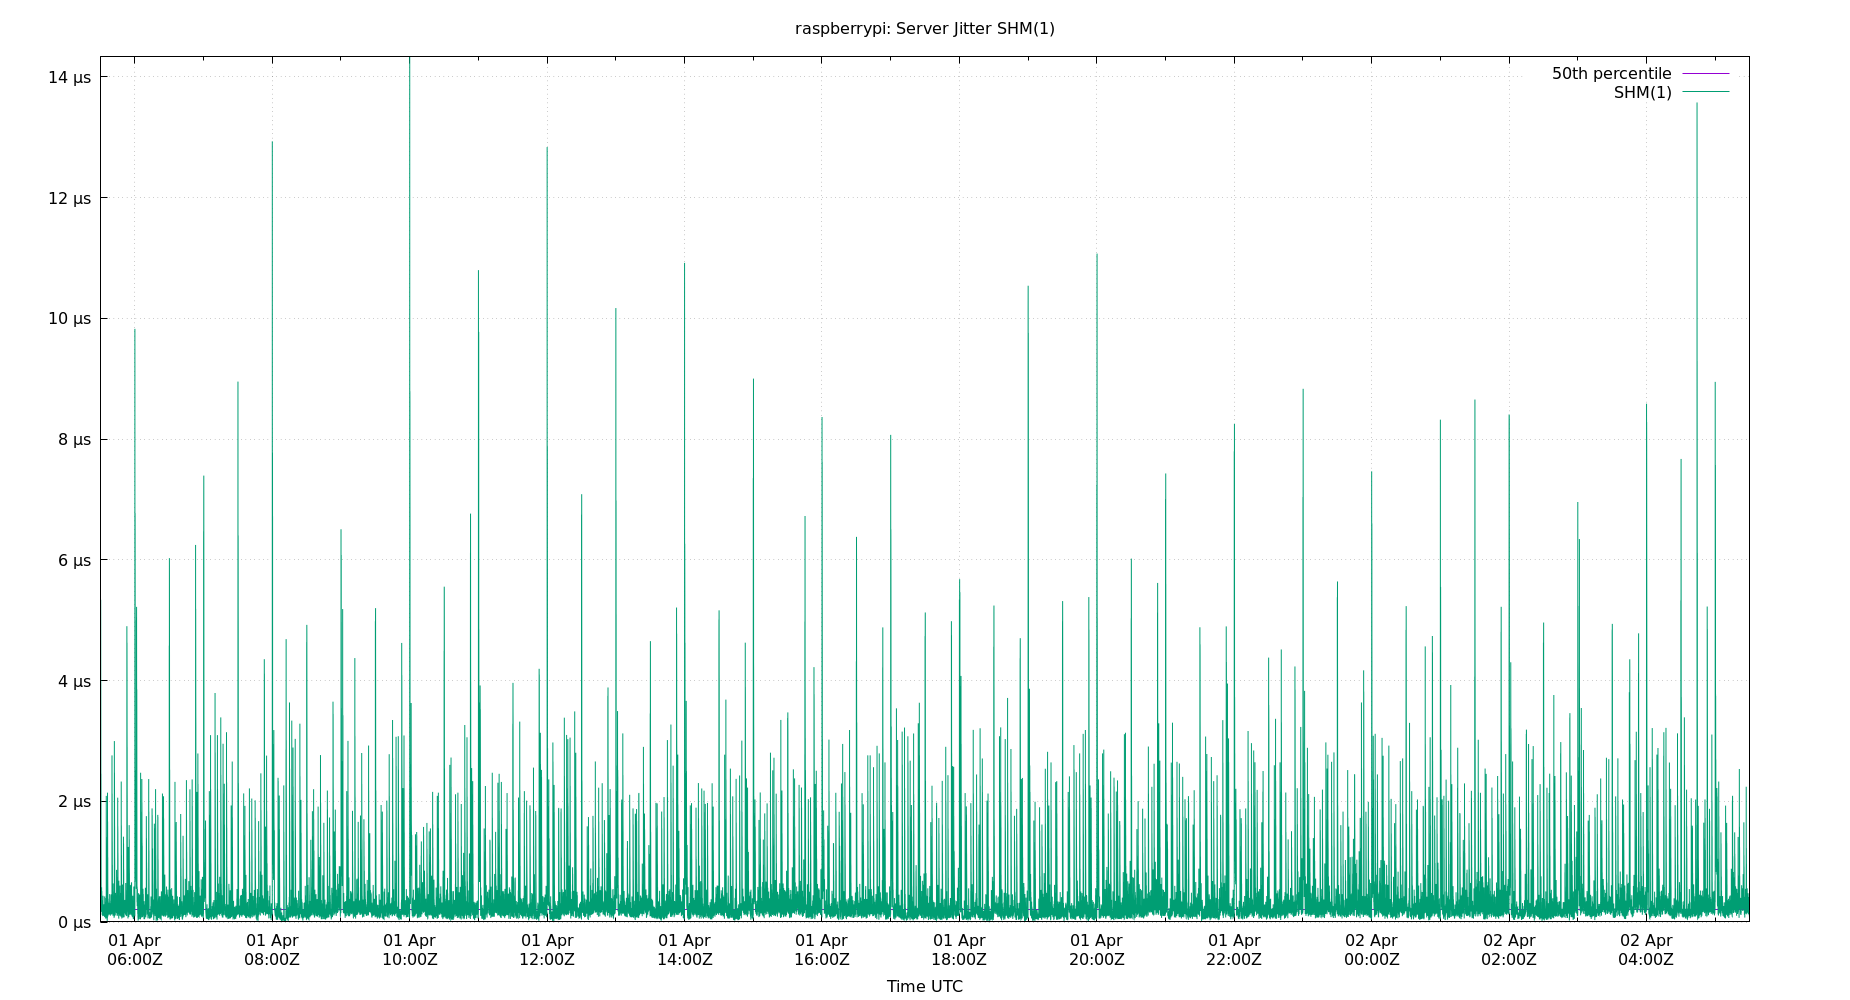 raspberrypi: Server Jitter SHM(1)
50th percentile
SHM(1)
14 µs
12 µs
10 µs
8 µs
6 µs
4 µs
2 µs
0 µs
01 Apr 01 Apr 01 Apr 01 Apr 01 Apr 01 Apr 01 Apr 01 Apr 01 Apr 02 Apr 02 Apr 02 Apr
06:00Z 08:00Z 10:00Z 12:00Z 14:00Z 16:00Z 18:00Z 20:00Z 22:00Z 00:00Z 02:00Z 04:00Z
Time UTC